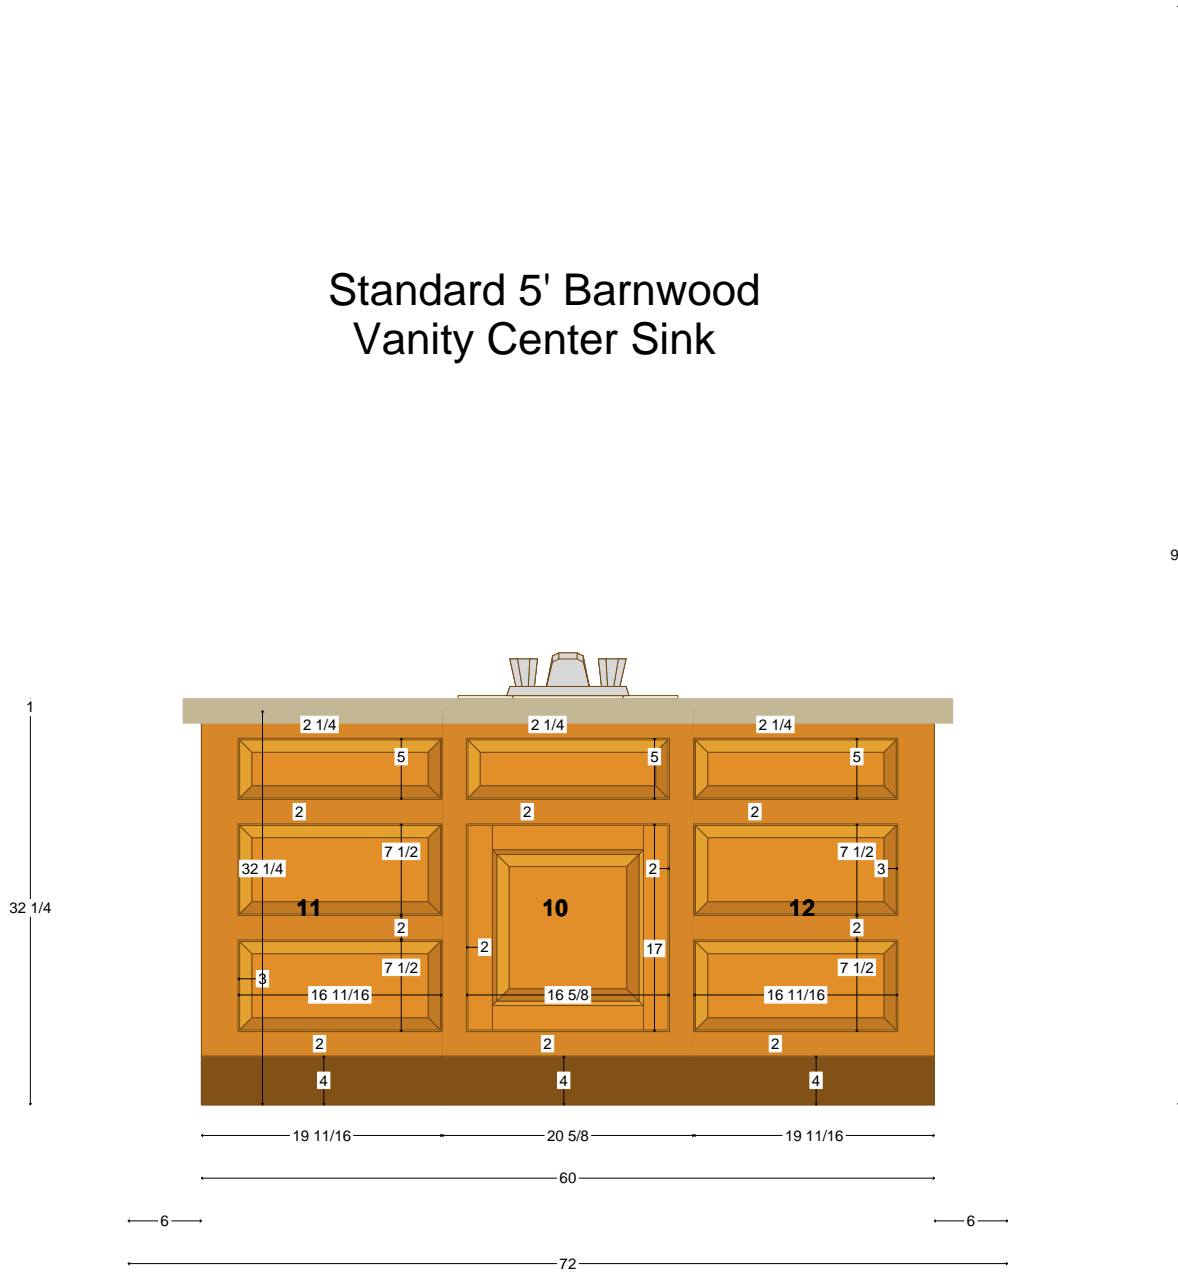 Standard 5' Barnwood
Vanity Center Sink
9
1
2 1/4 2 1/4 2 1/4
5 5 5
2 2 2
7 1/2 7 1/2
32 1/4 2 3
32 1/4 11 10 12
2 2
2 17
7 1/2 7 1/2
3
16 11/16 16 5/8 16 11/16
2 2 2
4 4 4
19 11/16 20 5/8 19 11/16
60
6 6
72